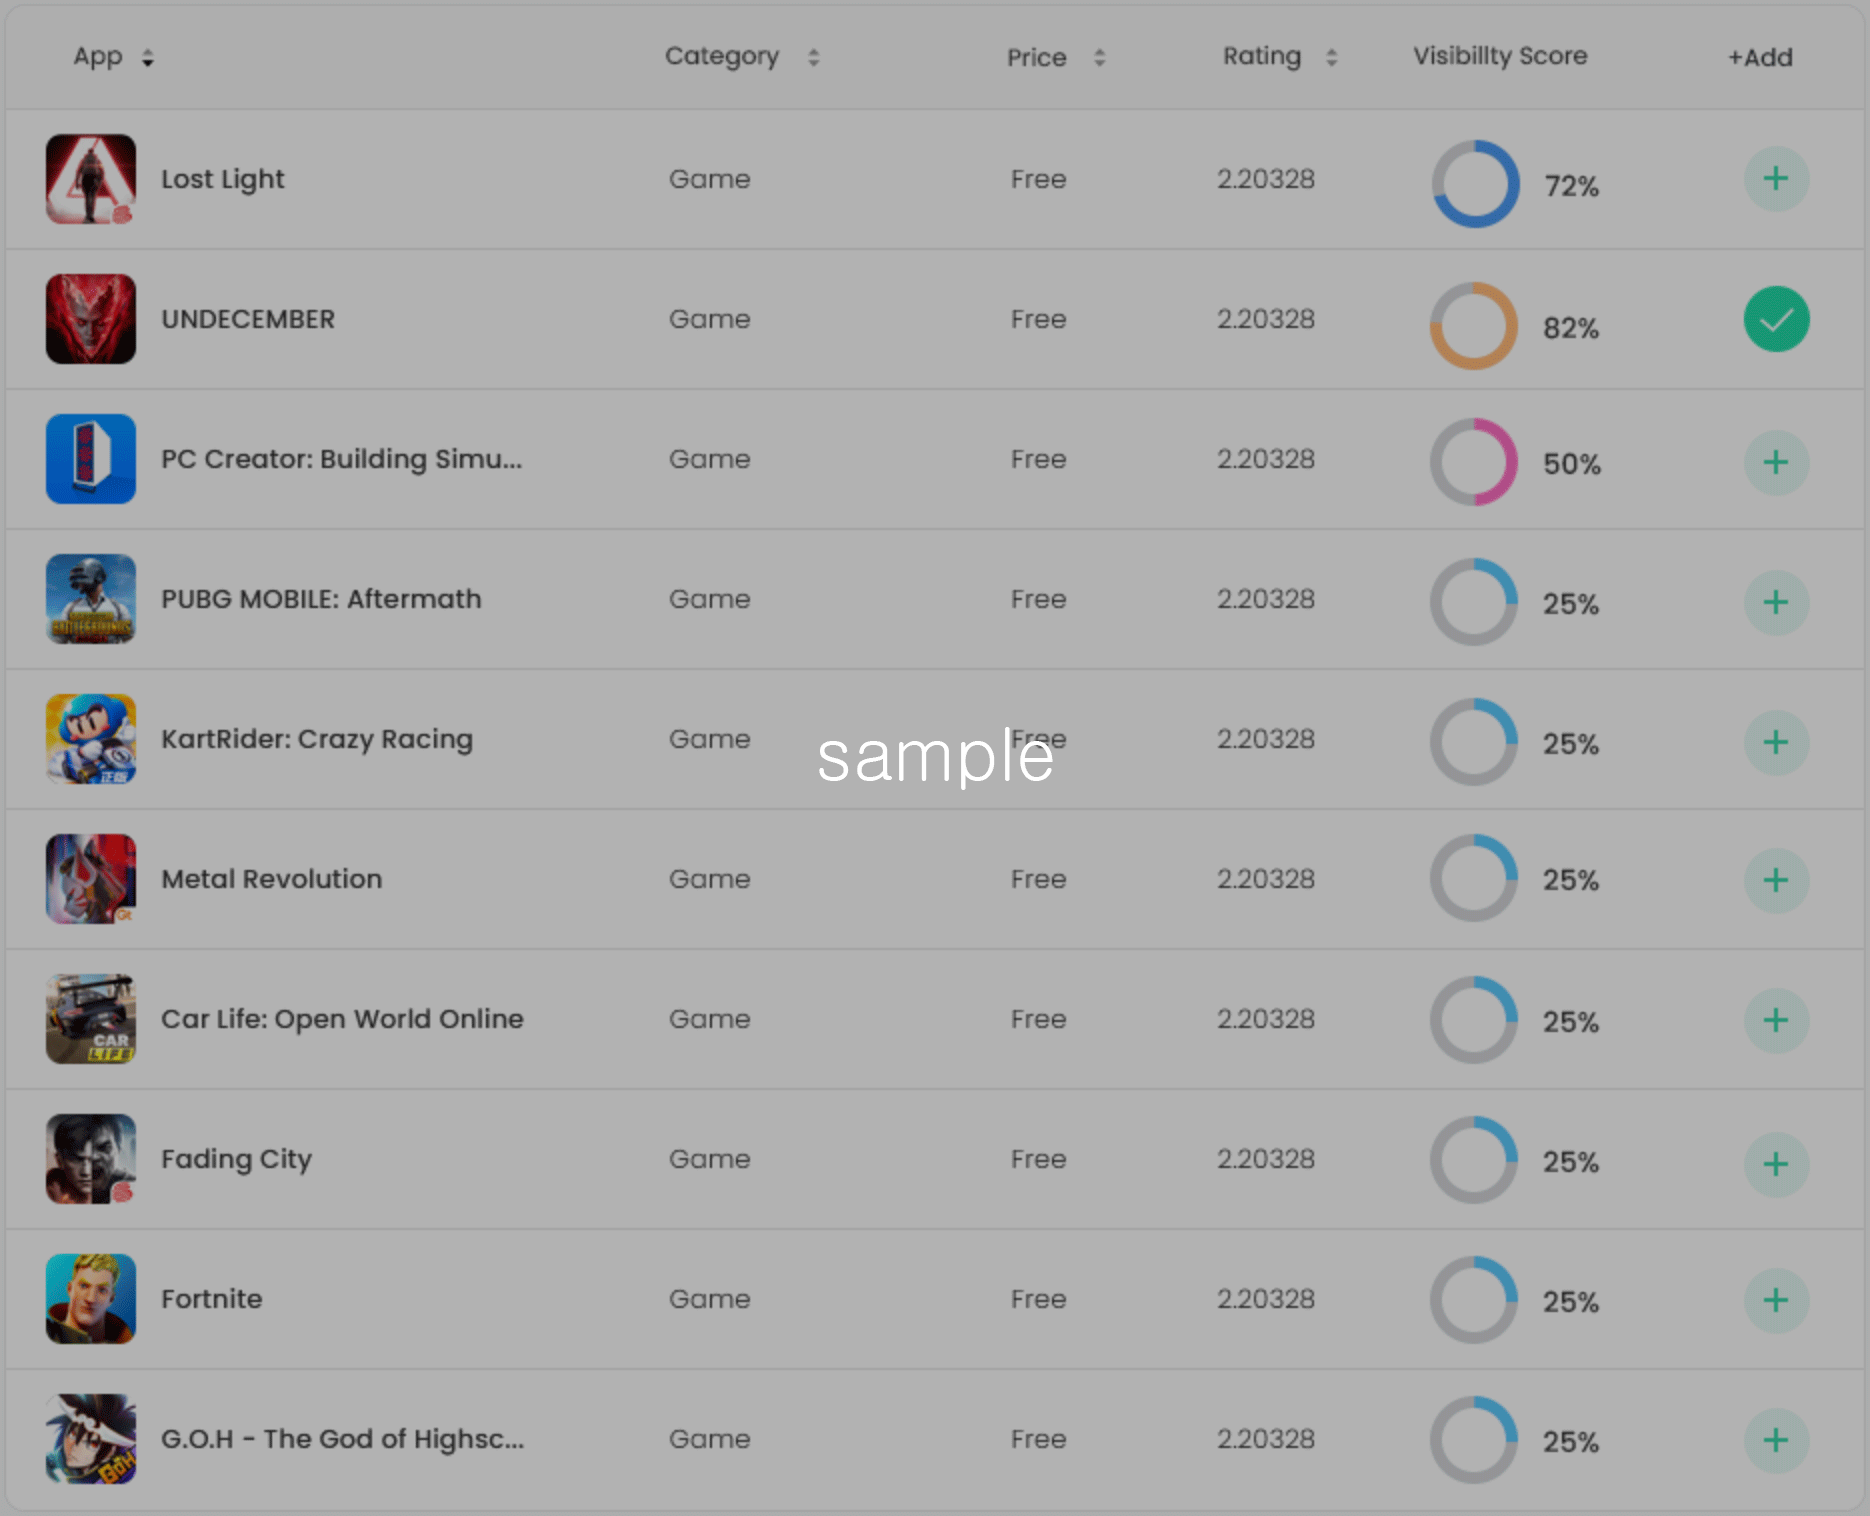 App Category Price Rating Visibillty Score +Add
Lost Light Game Free 2.20328 72%
UNDECEMBER Game Free 2.20328 82%
PC Creator: Building Simu... Game Free 2.20328 50%
PUBG MOBILE: Aftermath Game Free 2.20328 25%
BATTLEGROUNDS
KartRider: Crazy Racing Game Free 2.20328 25%
sample
Metal Revolution Game Free 2.20328 25%
Gt
Car Life: Open World Online Game Free 2.20328 25%
CAR
LIFE
Fading City Game Free 2.20328 25%
Fortnite Game Free 2.20328 25%
G.O.H - The God of Highsc... Game Free 2.20328 25%
GOH